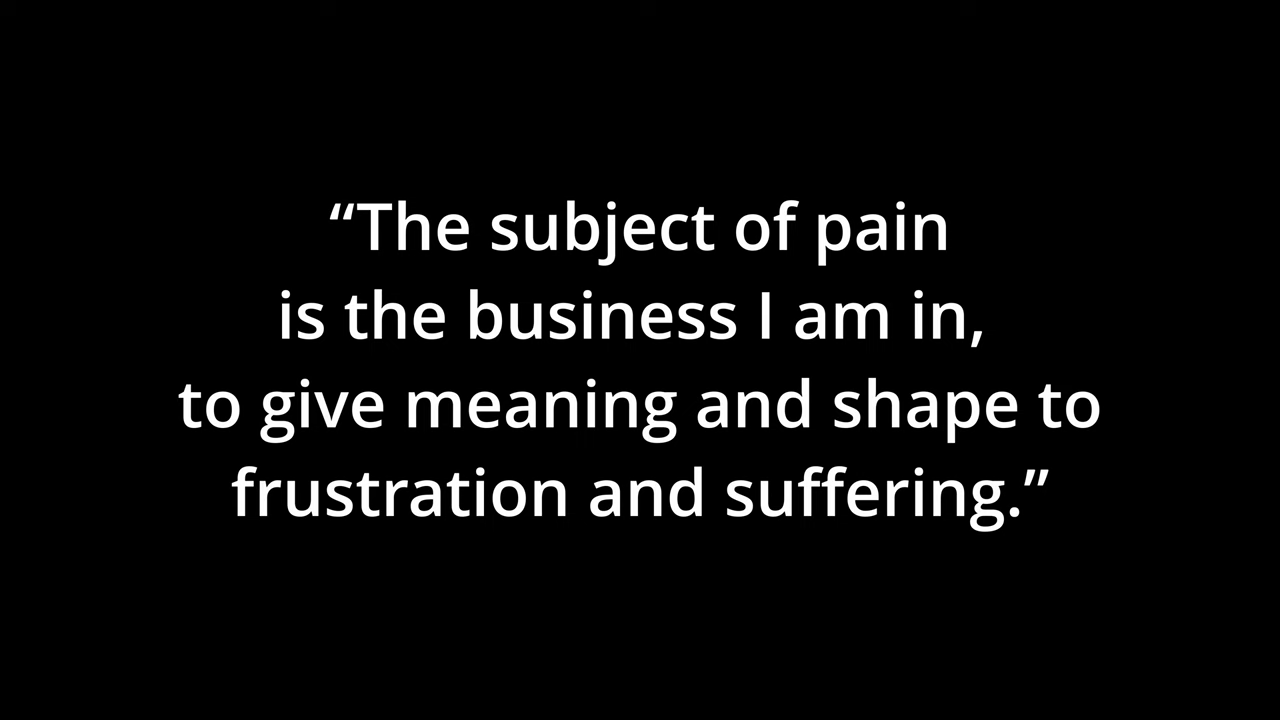 “The subject of pain
is the business I am in,
to give meaning and shape to
frustration and suffering.”